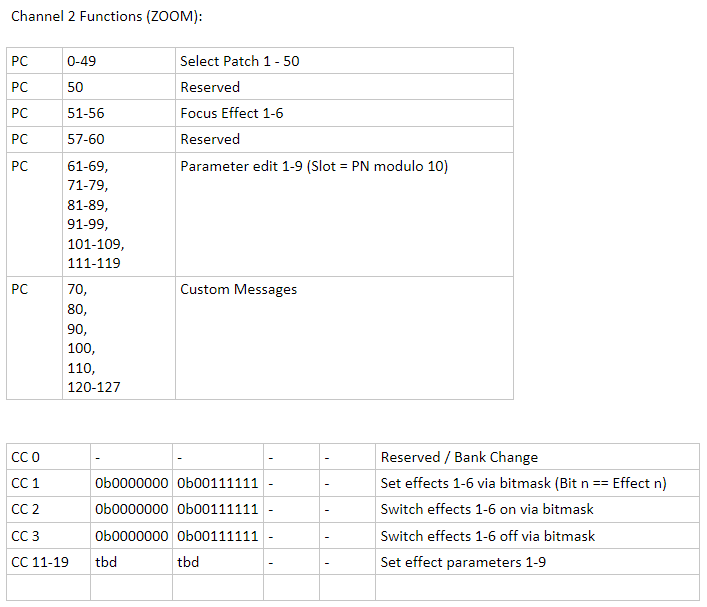 Channel 2 Functions (ZOOM):
PC 0-49 Select Patch 1 - 50
PC 50 Reserved
PC 51-56 Focus Effect 1-6
PC 57-60 Reserved
PC 61-69, Parameter edit 1-9 (Slot = PN modulo 10)
71-79,
81-89,
91-99,
101-109,
111-119
PC 70, Custom Messages
80,
90,
100,
110,
120-127
CC 0 - - - - Reserved / Bank Change
CC 1 0b0000000 0b00111111 - - Set effects 1-6 via bitmask (Bit n == Effect n)
CC 2 0b0000000 0b00111111 - - Switch effects 1-6 on via bitmask
CC 3 0b0000000 0b00111111 - - Switch effects 1-6 off via bitmask
CC 11-19 tbd tbd - - Set effect parameters 1-9